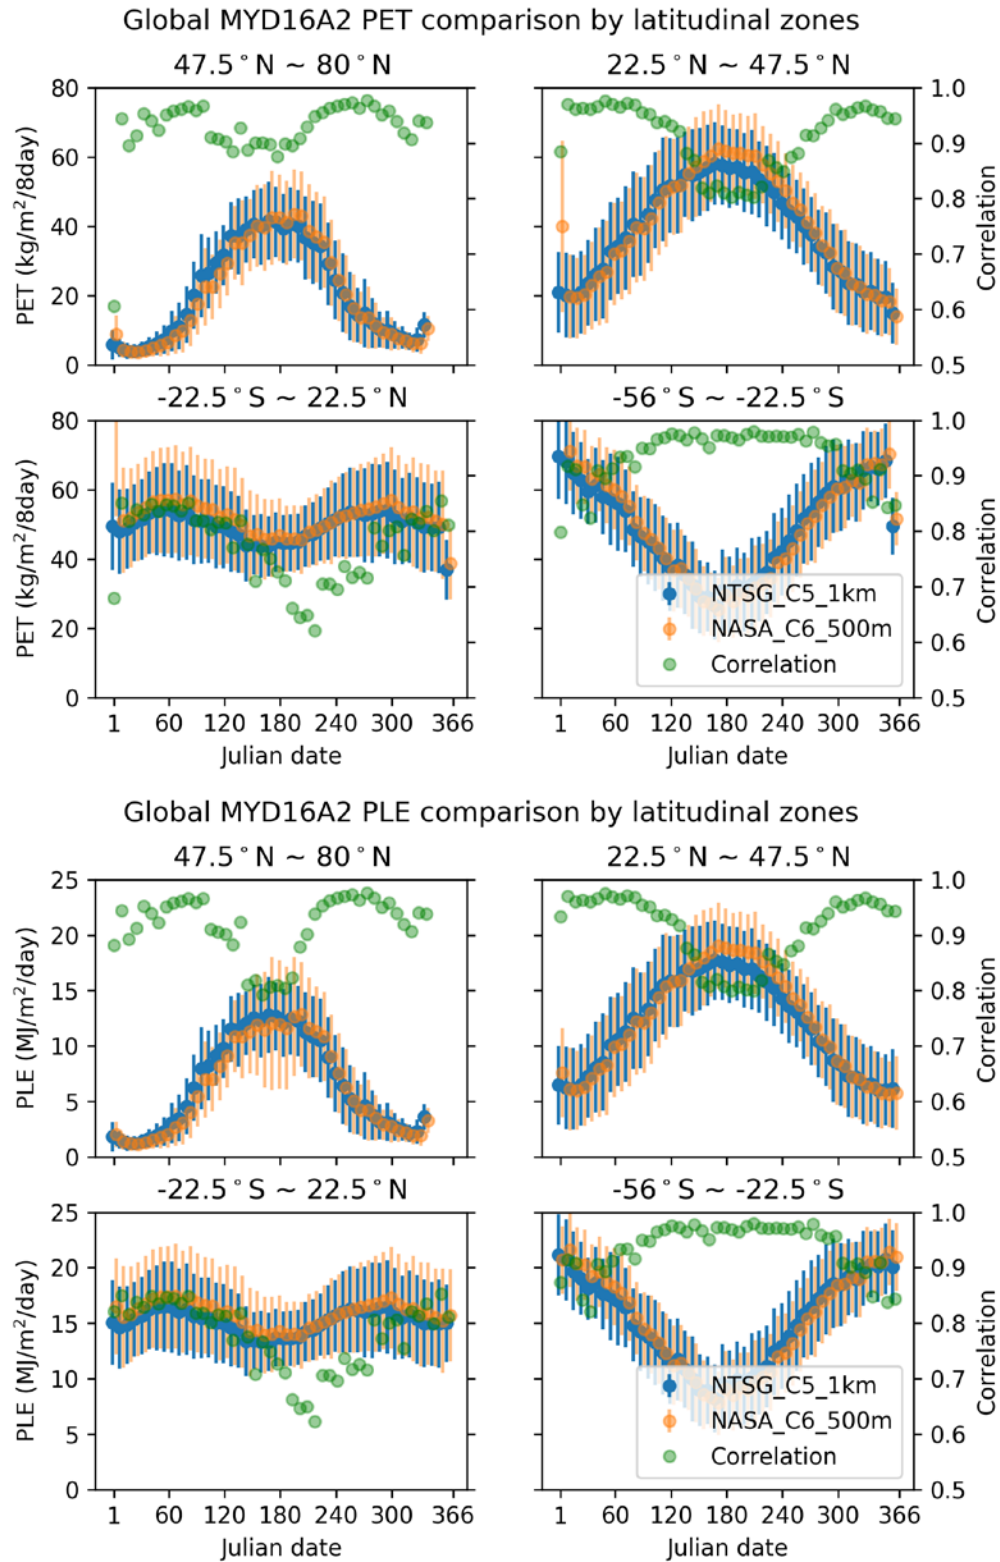 Global MYD16A2 PET comparison by latitudinal zones
47.5°N ~ 80°N
22.5°N ~ 47.5°N
80
60
40
20
0
PET (kg/m²/8day)
1.0
0.9
0.8
0.7
0.6
0.5
Correlation
-22.5°S ~ 22.5°N
-56°S ~ -22.5°S
80
60
40
20
0
PET (kg/m²/8day)
1.0
0.9
0.8
0.7
0.6
0.5
Correlation
NTSG_C5_1km
NASA_C6_500m
Correlation
1 60 120 180 240 300 366
1 60 120 180 240 300 366
Julian date
Julian date
Global MYD16A2 PLE comparison by latitudinal zones
47.5°N ~ 80°N
22.5°N ~ 47.5°N
25
20
15
10
5
0
PLE (MJ/m²/day)
1.0
0.9
0.8
0.7
0.6
0.5
Correlation
-22.5°S ~ 22.5°N
-56°S ~ -22.5°S
25
20
15
10
5
0
PLE (MJ/m²/day)
1.0
0.9
0.8
0.7
0.6
0.5
Correlation
NTSG_C5_1km
NASA_C6_500m
Correlation
1 60 120 180 240 300 366
1 60 120 180 240 300 366
Julian date
Julian date